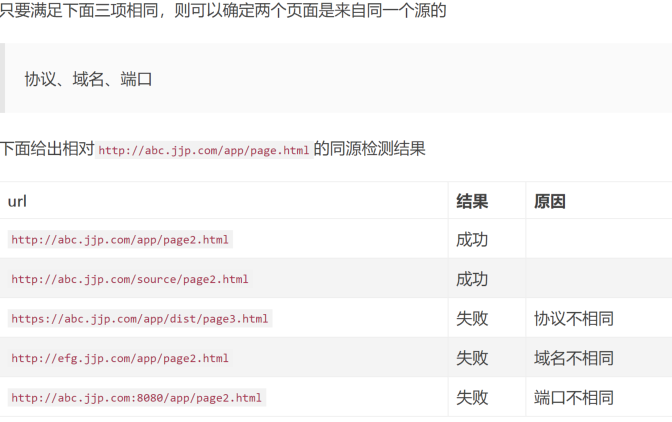 只要满足下面三项相同，则可以确定两个页面是来自同一个源的
协议、域名、端口
下面给出相对 http://abc.jjp.com/app/page.html 的同源检测结果
url 结果 原因
http://abc.jjp.com/app/page2.html 成功
http://abc.jjp.com/source/page2.html 成功
https://abc.jjp.com/app/dist/page3.html 失败 协议不相同
http://efg.jjp.com/app/page2.html 失败 域名不相同
http://abc.jjp.com:8080/app/page2.html 失败 端口不相同